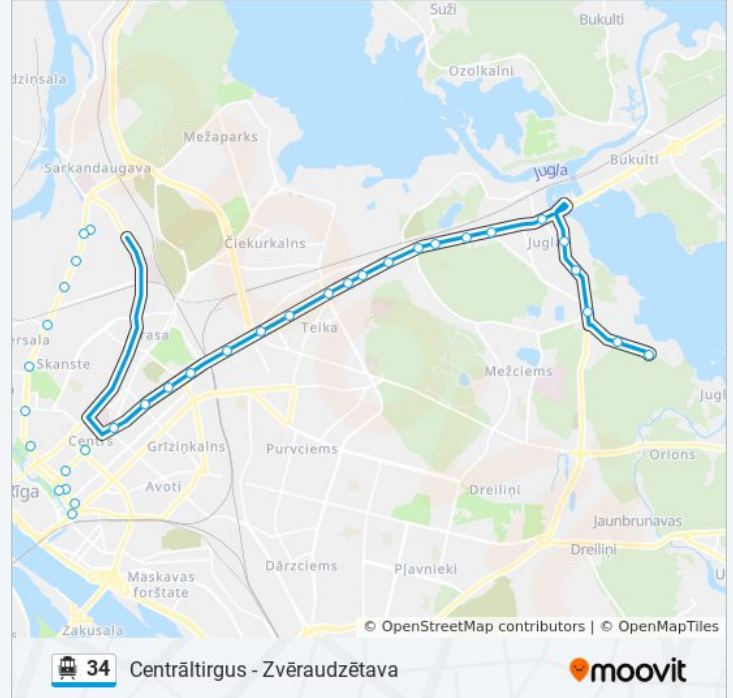 Suži
Bukulti
dziņsala
Ozolkalni
Mežaparks
Sarkandaugava
Bukulti
Jugla
Čiekurkalns
Jugla
Teika
rasa
ersala
Skanste
Mežciems
Jugl
Centrs
Grīziņkalns
Purvciems
Orions
Rīga
Avoti
Dreiliņi
Jaunbrunavas
Dreiliņi
Dārzciems
Pļavnieki
U
Maskavas
forštate
Zakusala
© OpenStreetMap contributors | © OpenMapTiles
34 Centrāltirgus - Zvēraudzētava
moovit